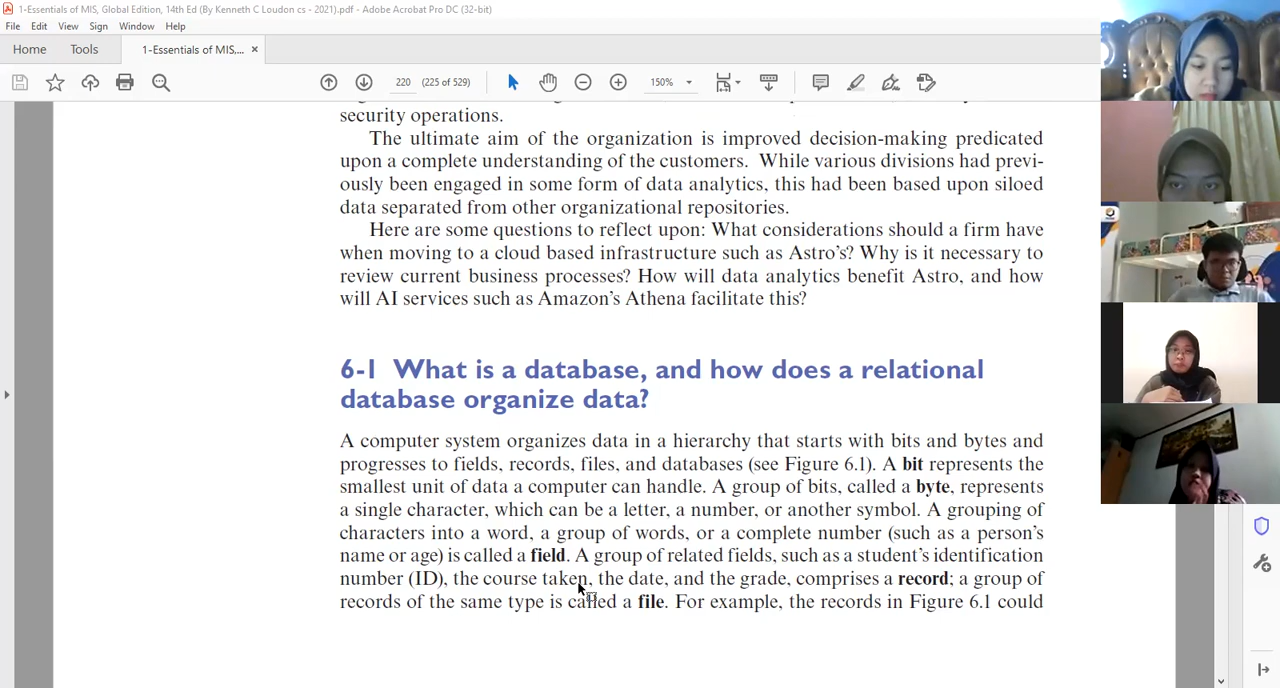 1-Essentials of MIS, Global Edition, 14th Ed (By Kenneth C Loudon cs - 2021).pdf - Adobe Acrobat Pro DC (32-bit)
File Edit View Sign Window Help
Home Tools 1-Essentials of MIS,... ×
220 (225 of 529) 150%
security operations.
The ultimate aim of the organization is improved decision-making predicated
upon a complete understanding of the customers. While various divisions had previ-
ously been engaged in some form of data analytics, this had been based upon siloed
data separated from other organizational repositories.
Here are some questions to reflect upon: What considerations should a firm have
when moving to a cloud based infrastructure such as Astro's? Why is it necessary to
review current business processes? How will data analytics benefit Astro, and how
will AI services such as Amazon's Athena facilitate this?
6-1 What is a database, and how does a relational
database organize data?
A computer system organizes data in a hierarchy that starts with bits and bytes and
progresses to fields, records, files, and databases (see Figure 6.1). A bit represents the
smallest unit of data a computer can handle. A group of bits, called a byte, represents
a single character, which can be a letter, a number, or another symbol. A grouping of
characters into a word, a group of words, or a complete number (such as a person's
name or age) is called a field. A group of related fields, such as a student's identification
number (ID), the course taken, the date, and the grade, comprises a record; a group of
records of the same type is called a file. For example, the records in Figure 6.1 could